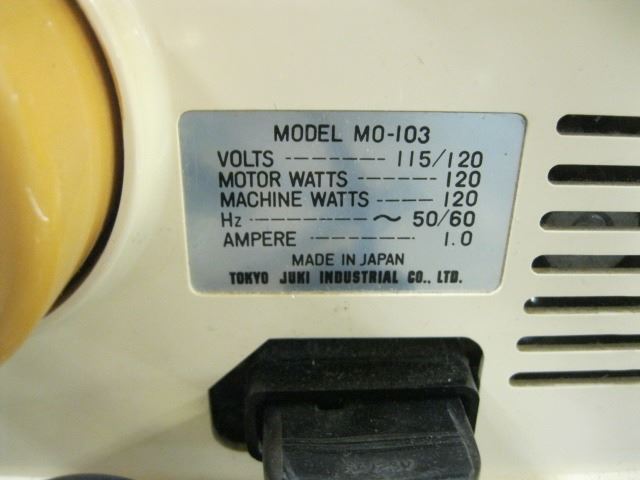 MODEL MO-103
VOLTS -------- 115/120
MOTOR WATTS ------ 120
MACHINE WATTS ---- 120
Hz ----------- ~ 50/60
AMPERE --------- 1.0
MADE IN JAPAN
TOKYO JUKI INDUSTRIAL CO., LTD.